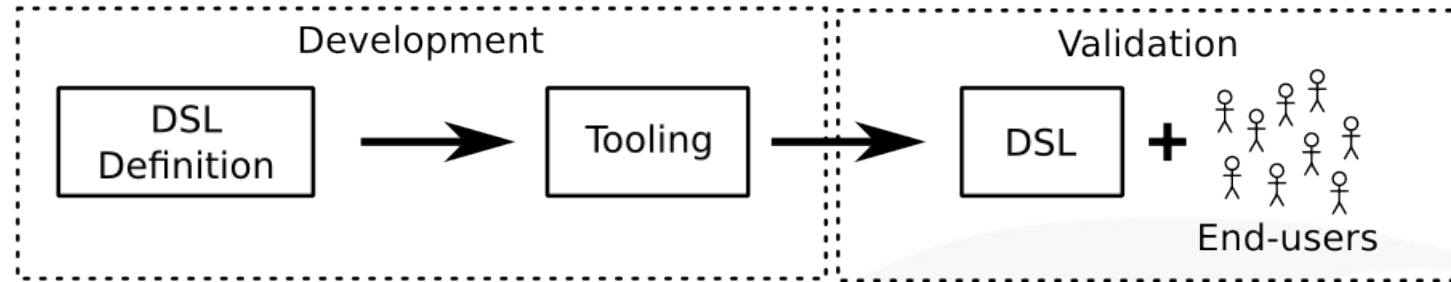 Development
DSL
Definition
Tooling
Validation
DSL
+
End-users